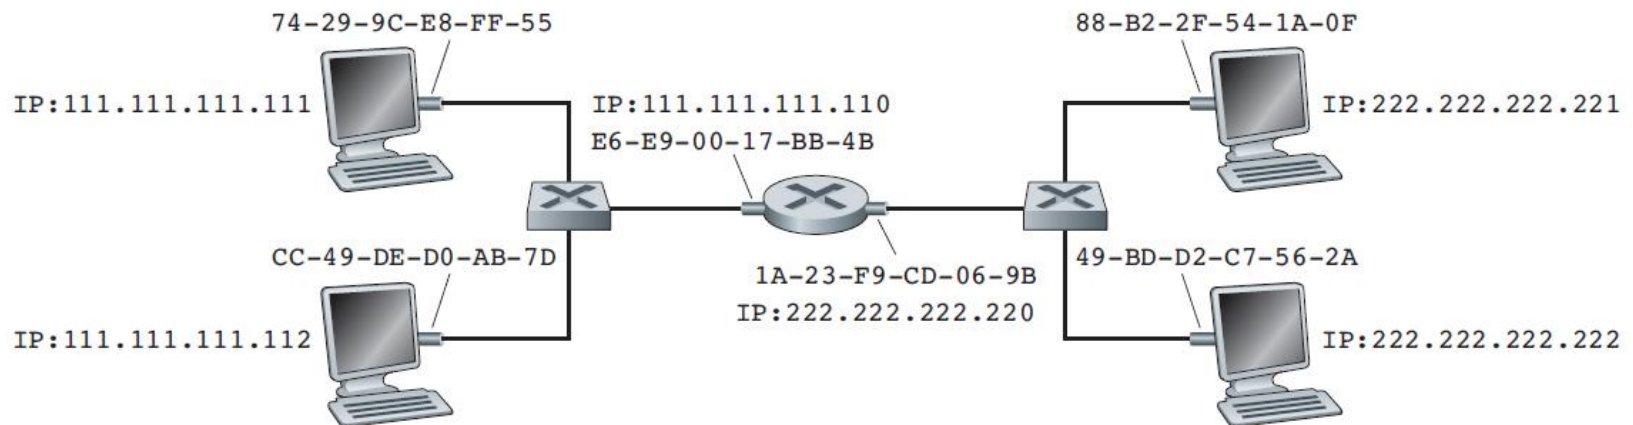 74-29-9C-E8-FF-55
88-B2-2F-54-1A-0F
IP:111.111.111.111
IP:111.111.111.110
IP:222.222.222.221
E6-E9-00-17-BB-4B
CC-49-DE-D0-AB-7D
1A-23-F9-CD-06-9B
49-BD-D2-C7-56-2A
IP:222.222.222.220
IP:111.111.111.112
IP:222.222.222.222